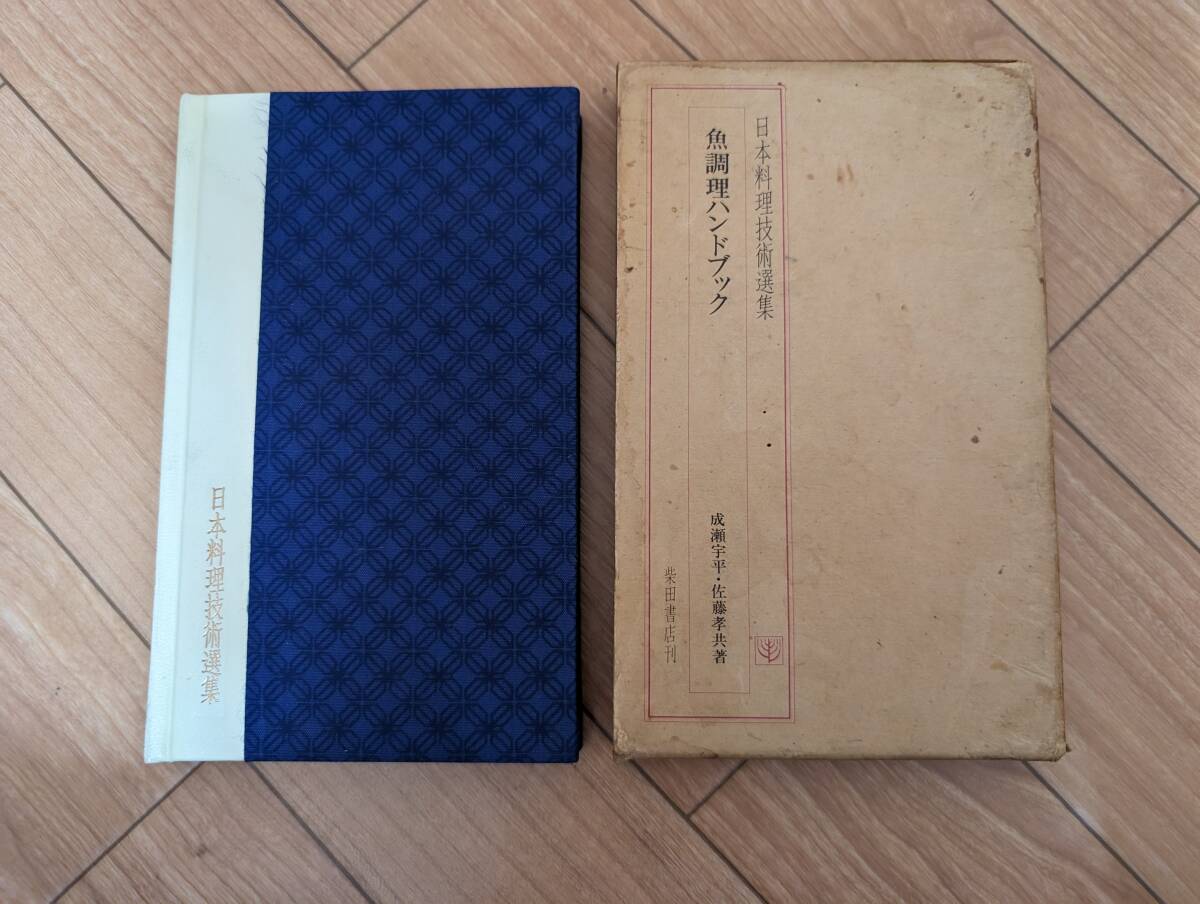 日本料理技術選集
日本料理技術選集
魚調理ハンドブック
成瀬宇平・佐藤孝共著
柴田書店刊